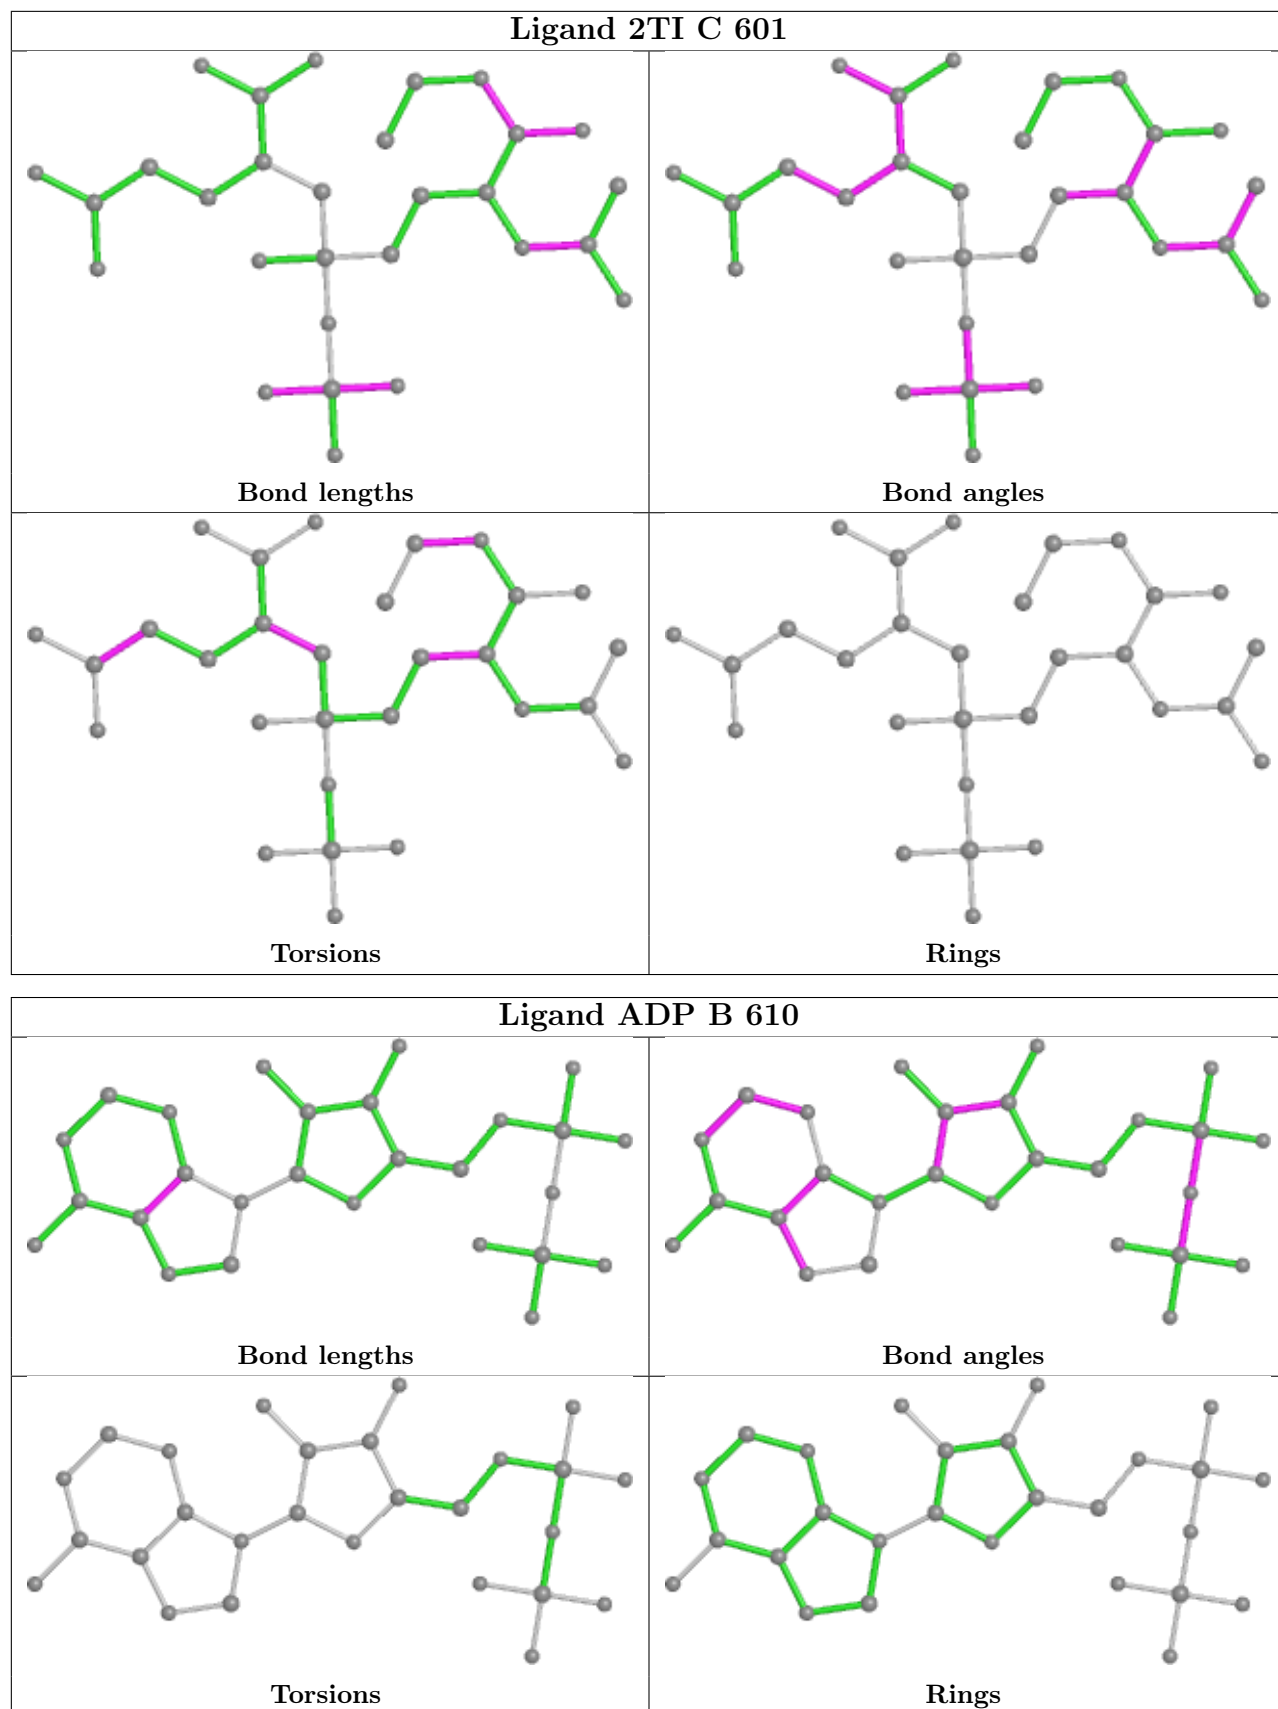 Ligand 2TI C 601
Bond lengths
Bond angles
Torsions
Rings
Ligand ADP B 610
Bond lengths
Bond angles
Torsions
Rings